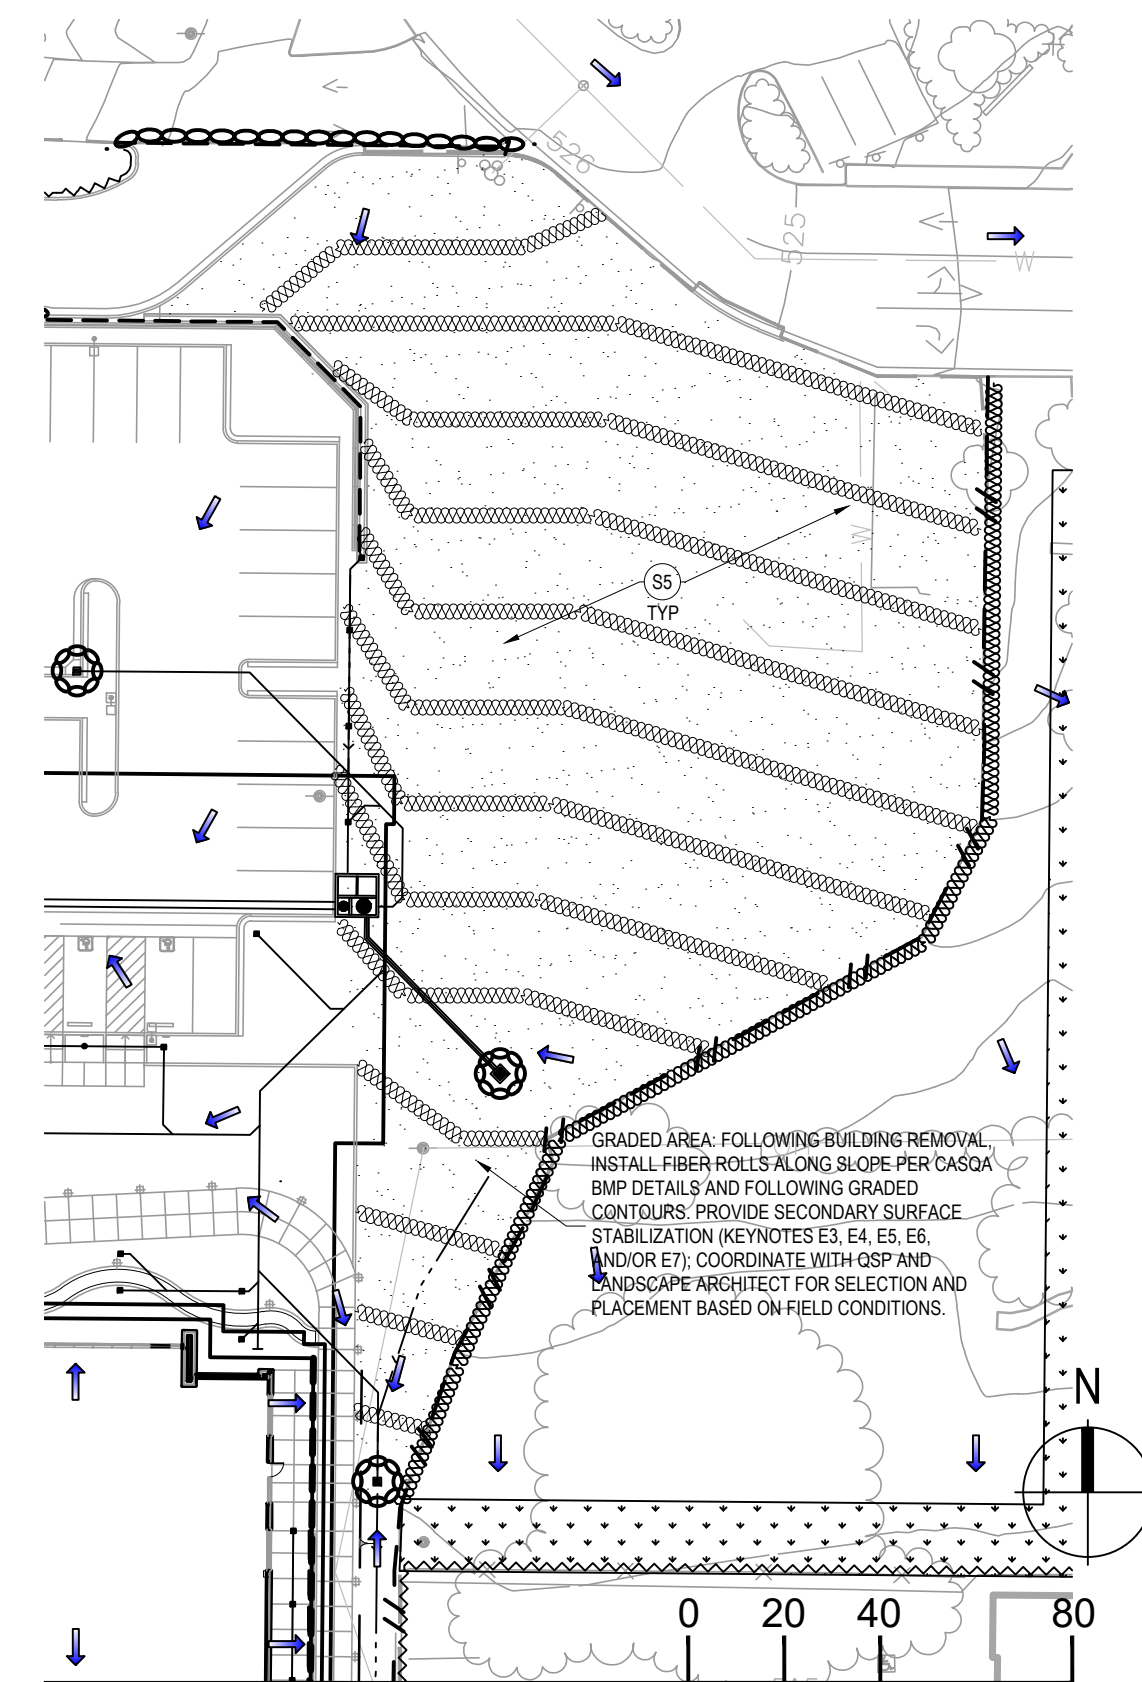 526
525
W
W
S5
TYP
GRADED AREA: FOLLOWING BUILDING REMOVAL,
INSTALL FIBER ROLLS ALONG SLOPE PER CASQA
BMP DETAILS AND FOLLOWING GRADED
CONTOURS. PROVIDE SECONDARY SURFACE
STABILIZATION (KEYNOTES E3, E4, E5, E6,
AND/OR E7); COORDINATE WITH QSP AND
LANDSCAPE ARCHITECT FOR SELECTION AND
PLACEMENT BASED ON FIELD CONDITIONS.
N
0 20 40 80